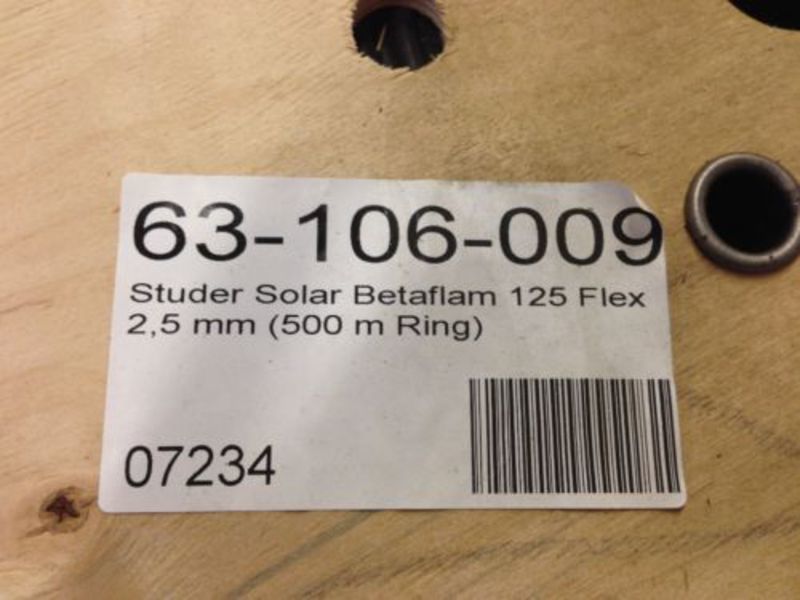 63-106-009
Studer Solar Betaflam 125 Flex
2,5 mm (500 m Ring)
07234